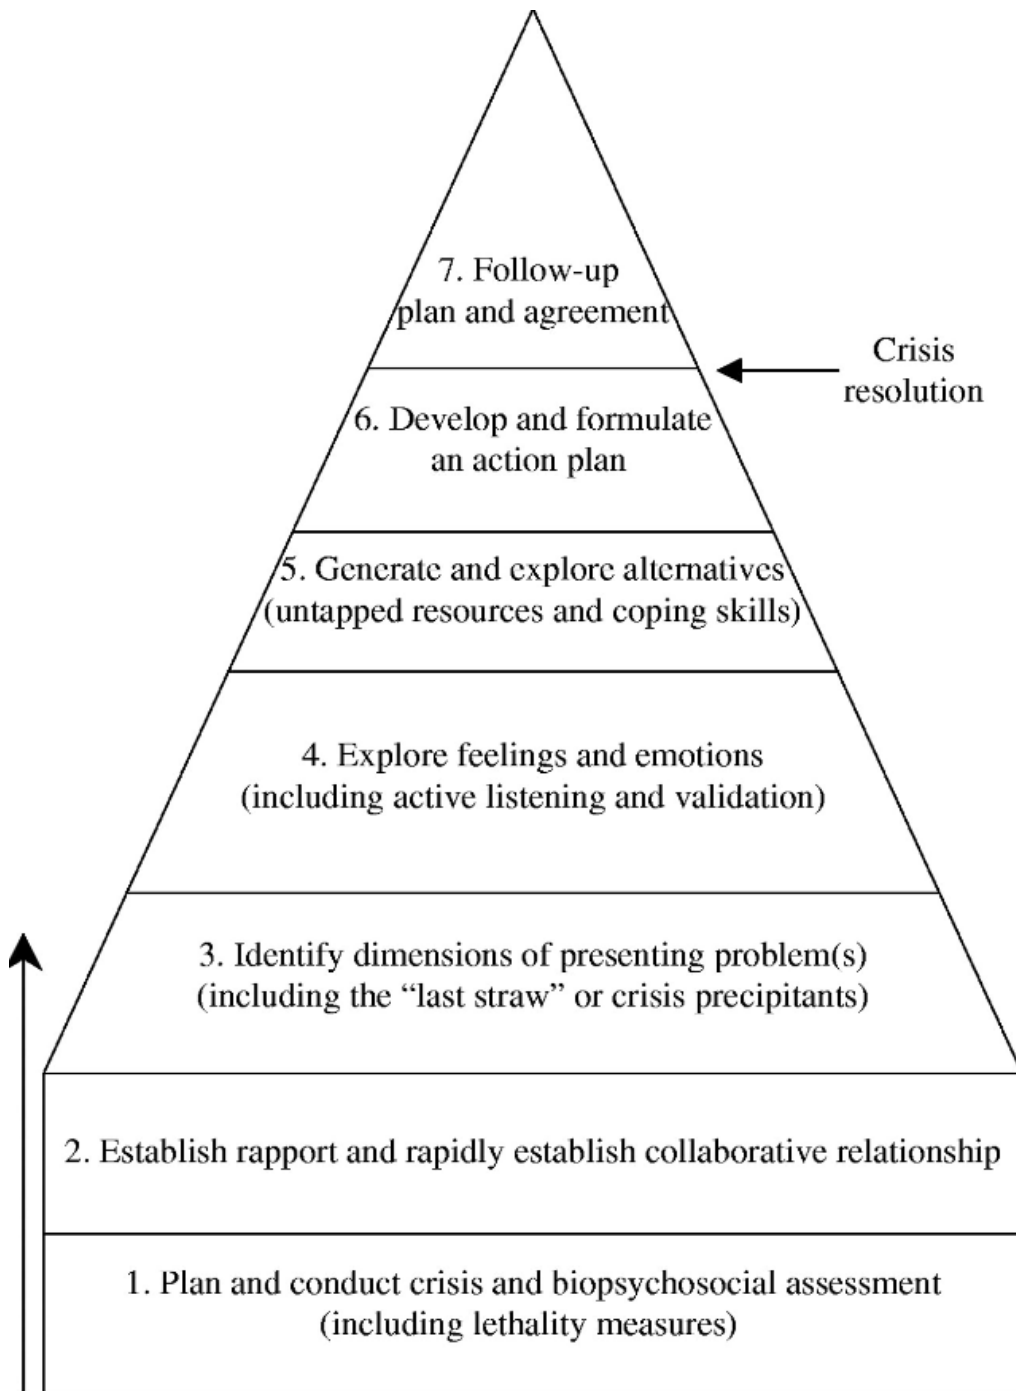 7. Follow-up
plan and agreement
Crisis
resolution
6. Develop and formulate
an action plan
5. Generate and explore alternatives
(untapped resources and coping skills)
4. Explore feelings and emotions
(including active listening and validation)
3. Identify dimensions of presenting problem(s)
(including the “last straw” or crisis precipitants)
2. Establish rapport and rapidly establish collaborative relationship
1. Plan and conduct crisis and biopsychosocial assessment
(including lethality measures)